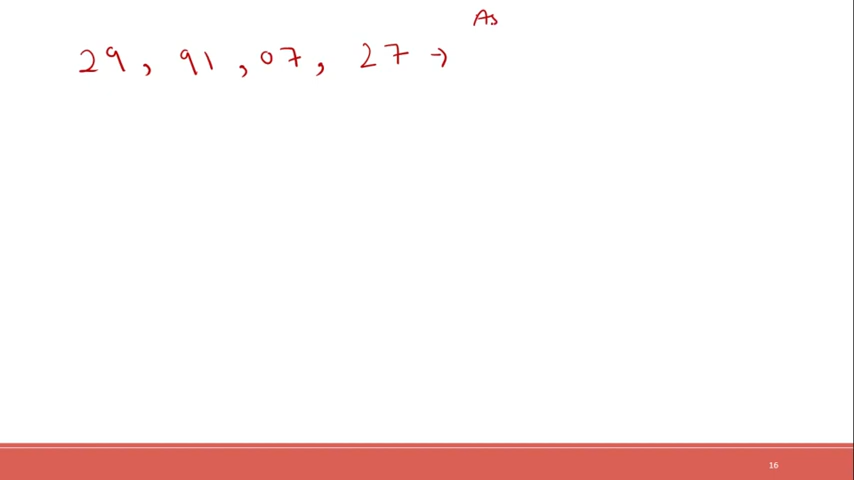 As
29, 91, 07, 27 →
16